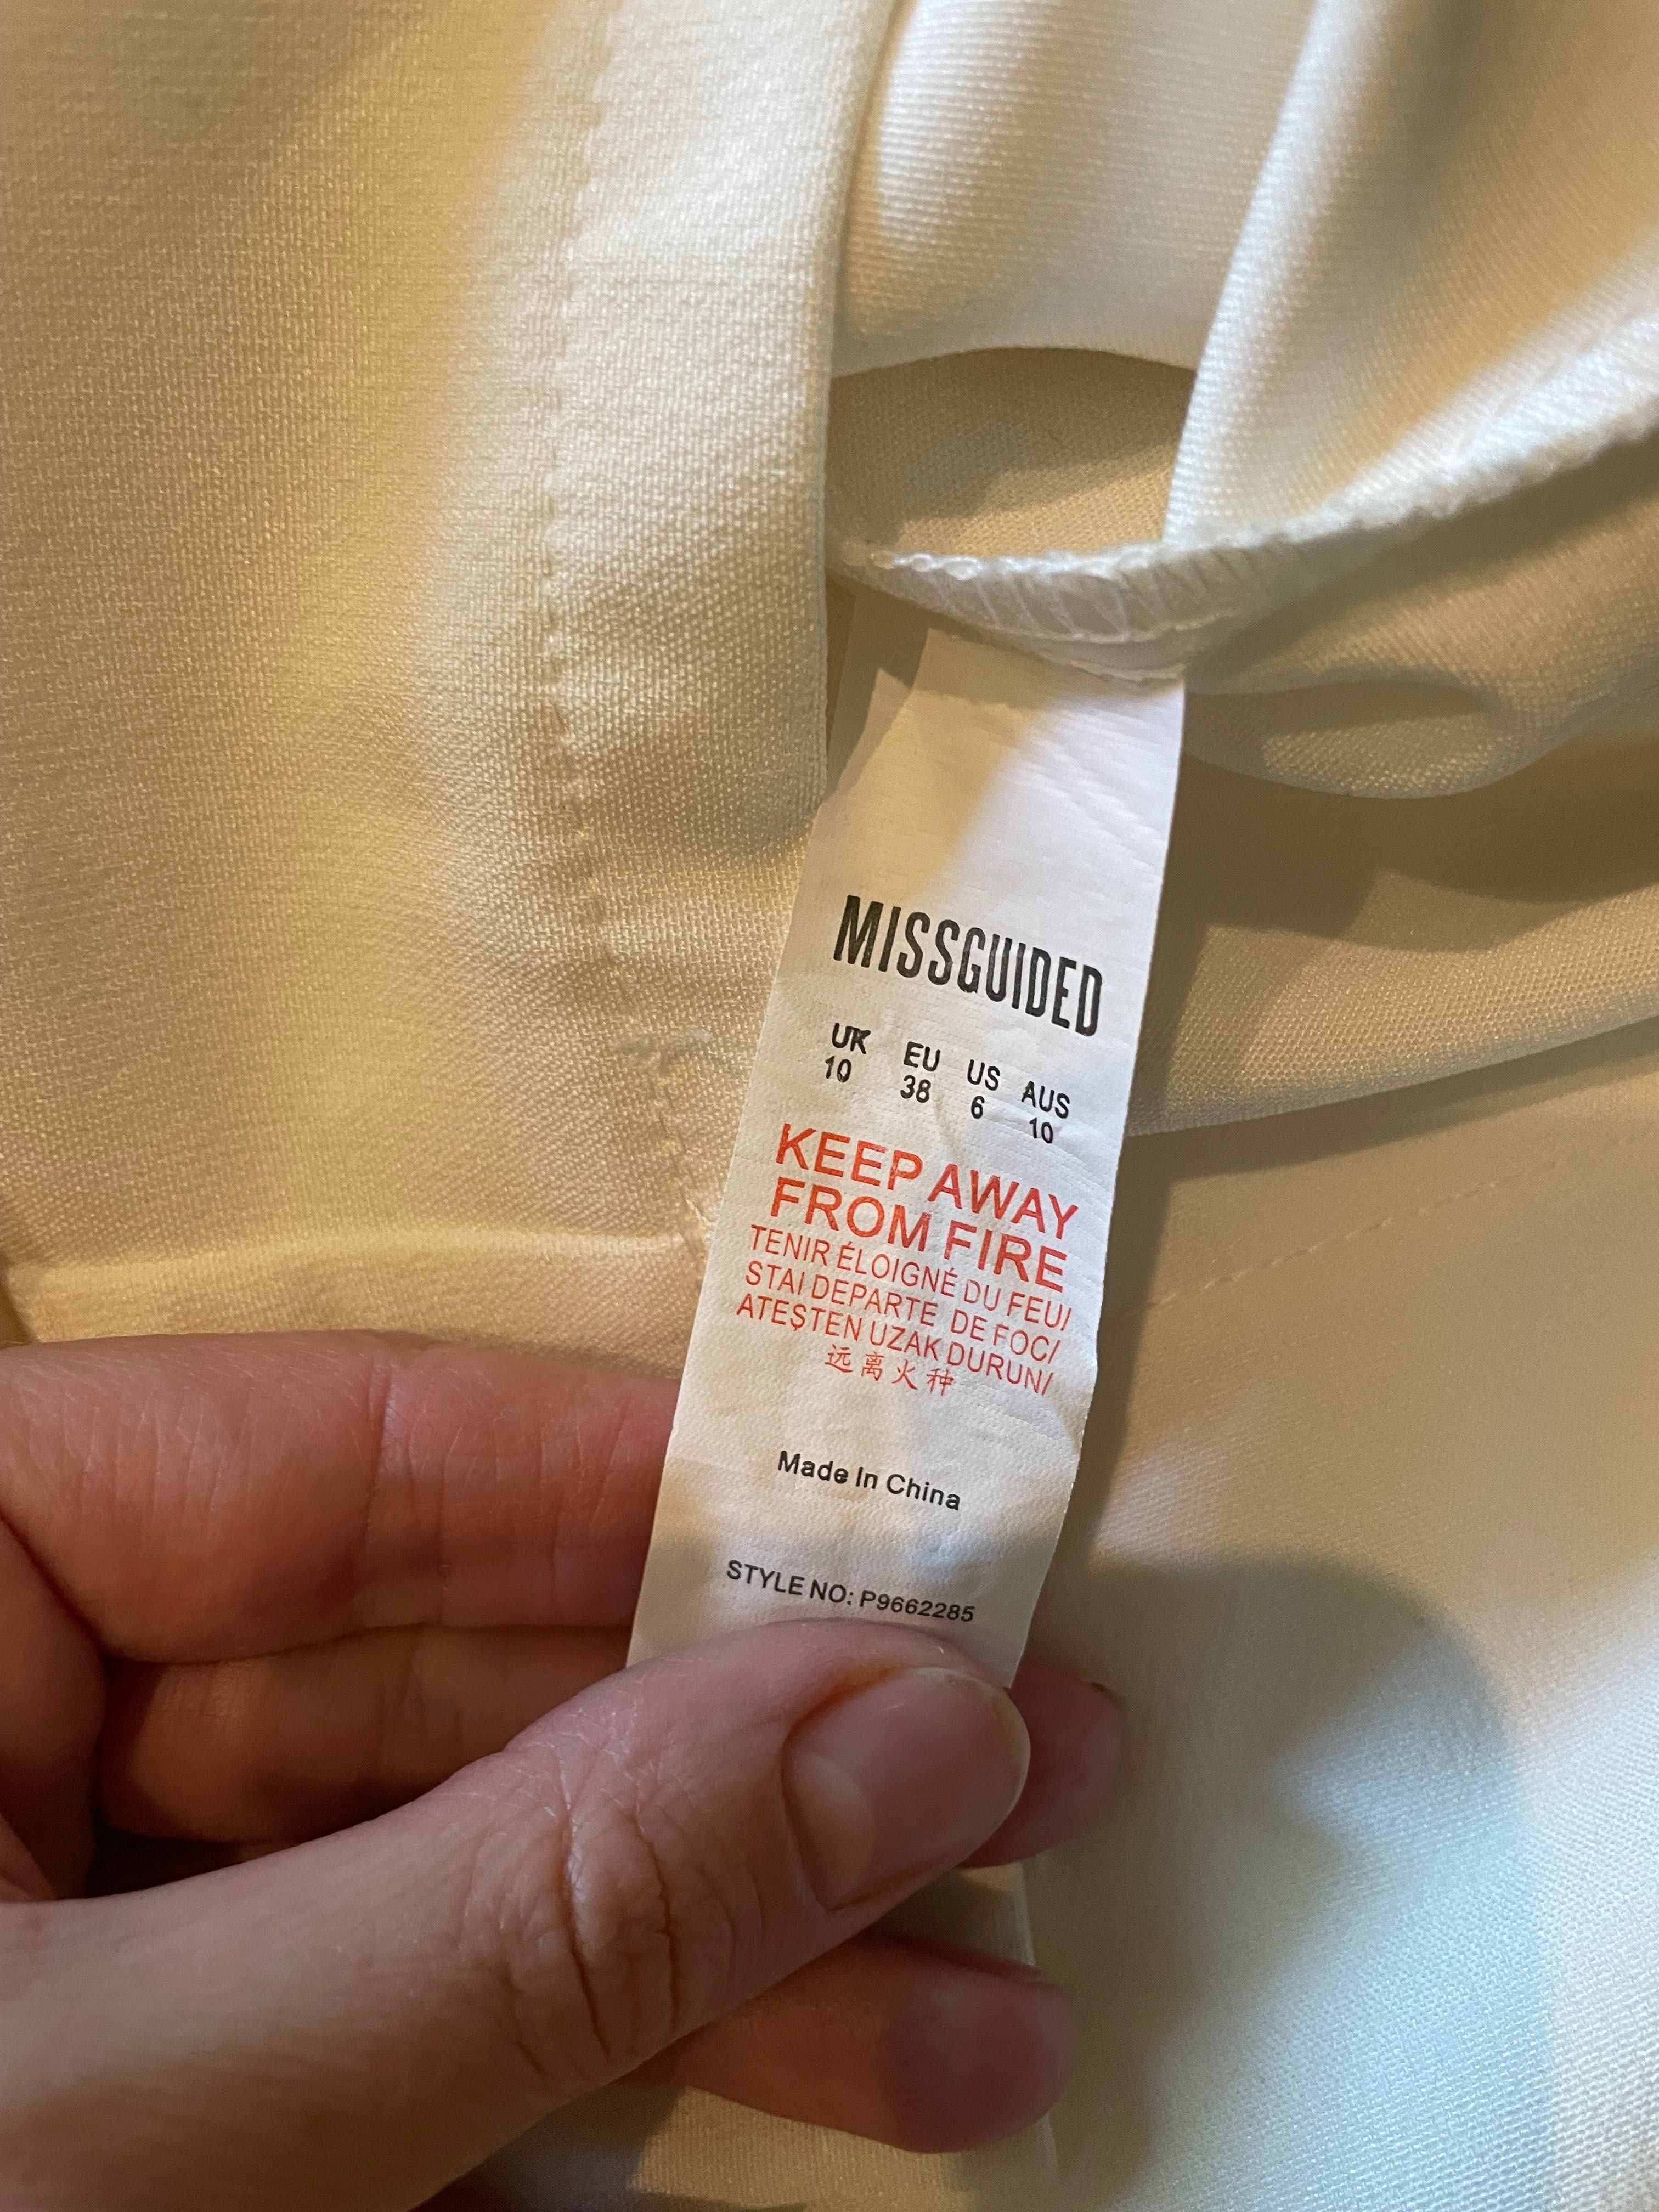 MISSGUIDED
UK EU US AUS
10 38 6 10
KEEP AWAY
FROM FIRE
TENIR ÉLOIGNÉ DU FEU/
STAI DEPARTE DE FOC/
ATEŞTEN UZAK DURUN/
远离火种
Made In China
STYLE NO: P9662285